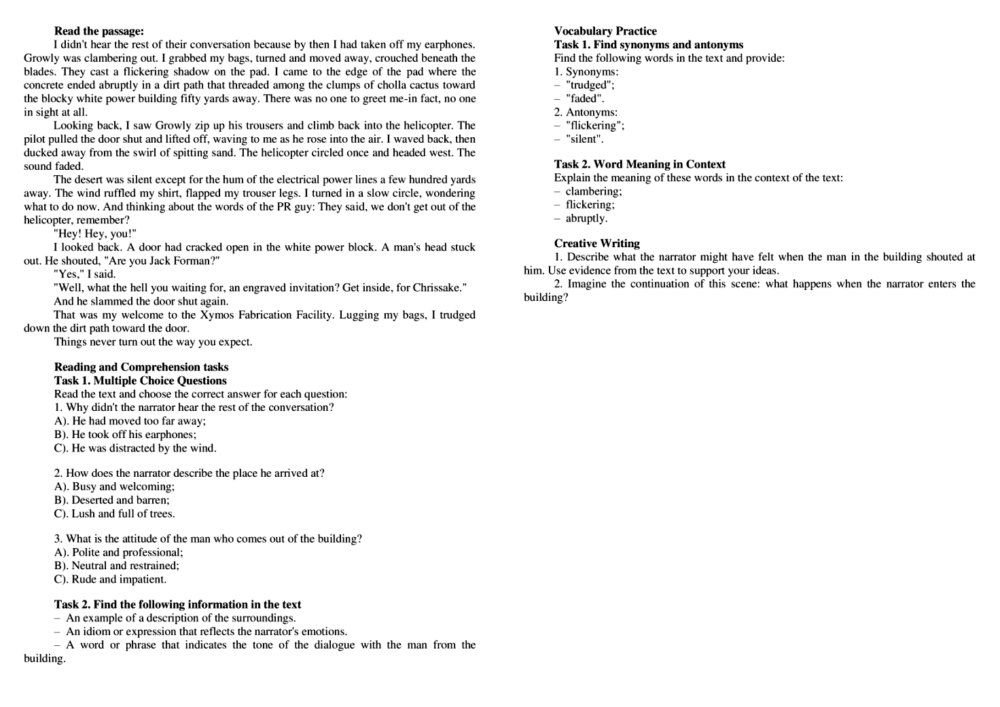 Read the passage:
I didn't hear the rest of their conversation because by then I had taken off my earphones.
Growly was clambering out. I grabbed my bags, turned and moved away, crouched beneath the
blades. They cast a flickering shadow on the pad. I came to the edge of the pad where the
concrete ended abruptly in a dirt path that threaded among the clumps of cholla cactus toward
the blocky white power building fifty yards away. There was no one to greet me-in fact, no one
in sight at all.
Looking back, I saw Growly zip up his trousers and climb back into the helicopter. The
pilot pulled the door shut and lifted off, waving to me as he rose into the air. I waved back, then
ducked away from the swirl of spitting sand. The helicopter circled once and headed west. The
sound faded.
The desert was silent except for the hum of the electrical power lines a few hundred yards
away. The wind ruffled my shirt, flapped my trouser legs. I turned in a slow circle, wondering
what to do now. And thinking about the words of the PR guy: They said, we don't get out of the
helicopter, remember?
"Hey! Hey, you!"
I looked back. A door had cracked open in the white power block. A man's head stuck
out. He shouted, "Are you Jack Forman?"
"Yes," I said.
"Well, what the hell you waiting for, an engraved invitation? Get inside, for Chrissake."
And he slammed the door shut again.
That was my welcome to the Xymos Fabrication Facility. Lugging my bags, I trudged
down the dirt path toward the door.
Things never turn out the way you expect.
Reading and Comprehension tasks
Task 1. Multiple Choice Questions
Read the text and choose the correct answer for each question:
1. Why didn't the narrator hear the rest of the conversation?
A). He had moved too far away;
B). He took off his earphones;
C). He was distracted by the wind.
2. How does the narrator describe the place he arrived at?
A). Busy and welcoming;
B). Deserted and barren;
C). Lush and full of trees.
3. What is the attitude of the man who comes out of the building?
A). Polite and professional;
B). Neutral and restrained;
C). Rude and impatient.
Task 2. Find the following information in the text
– An example of a description of the surroundings.
– An idiom or expression that reflects the narrator's emotions.
– A word or phrase that indicates the tone of the dialogue with the man from the
building.
Vocabulary Practice
Task 1. Find synonyms and antonyms
Find the following words in the text and provide:
1. Synonyms:
– "trudged";
– "faded".
2. Antonyms:
– "flickering";
– "silent".
Task 2. Word Meaning in Context
Explain the meaning of these words in the context of the text:
– clambering;
– flickering;
– abruptly.
Creative Writing
1. Describe what the narrator might have felt when the man in the building shouted at
him. Use evidence from the text to support your ideas.
2. Imagine the continuation of this scene: what happens when the narrator enters the
building?